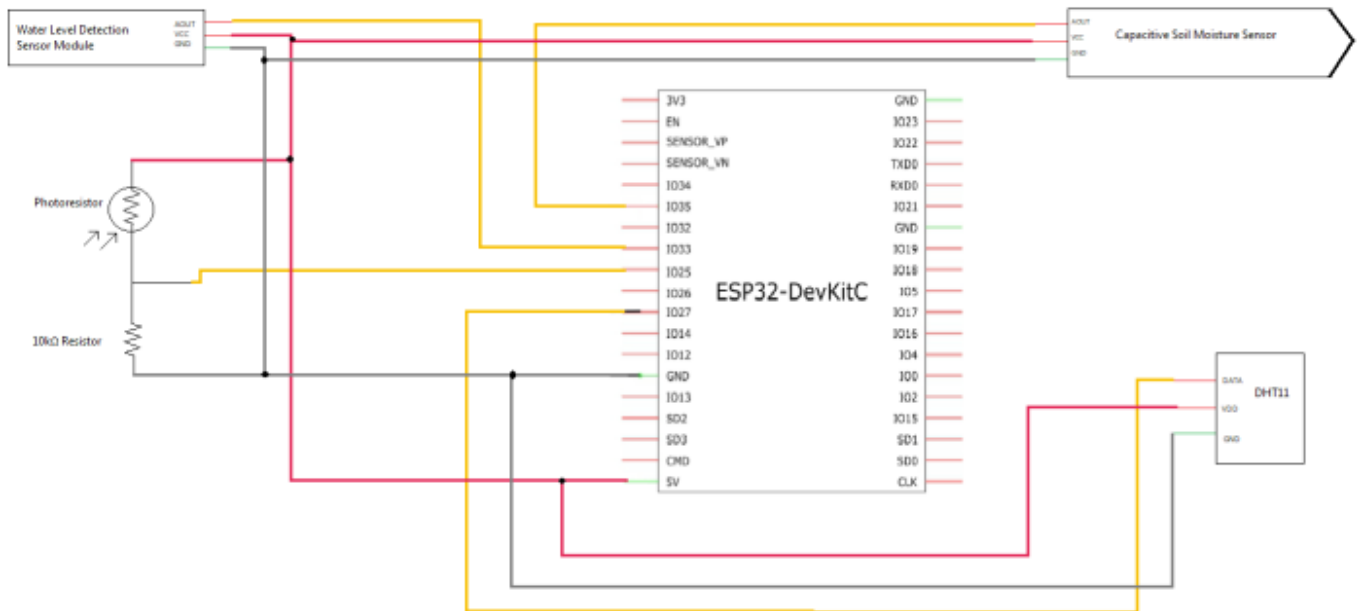 Water Level Detection
Sensor Module
AOUT
VCC
GND
AOUT
VCC
GND
Capacitive Soil Moisture Sensor
Photoresistor
10kΩ Resistor
ESP32-DevKitC
3V3
EN
SENSOR_VP
SENSOR_VN
IO34
IO35
IO32
IO33
IO25
IO26
IO27
IO14
IO12
GND
IO13
SD2
SD3
CMD
5V
GND
IO23
IO22
TXD0
RXD0
IO21
GND
IO19
IO18
IO5
IO17
IO16
IO4
IO0
IO2
IO15
SD1
SD0
CLK
DATA
VDD
GND
DHT11